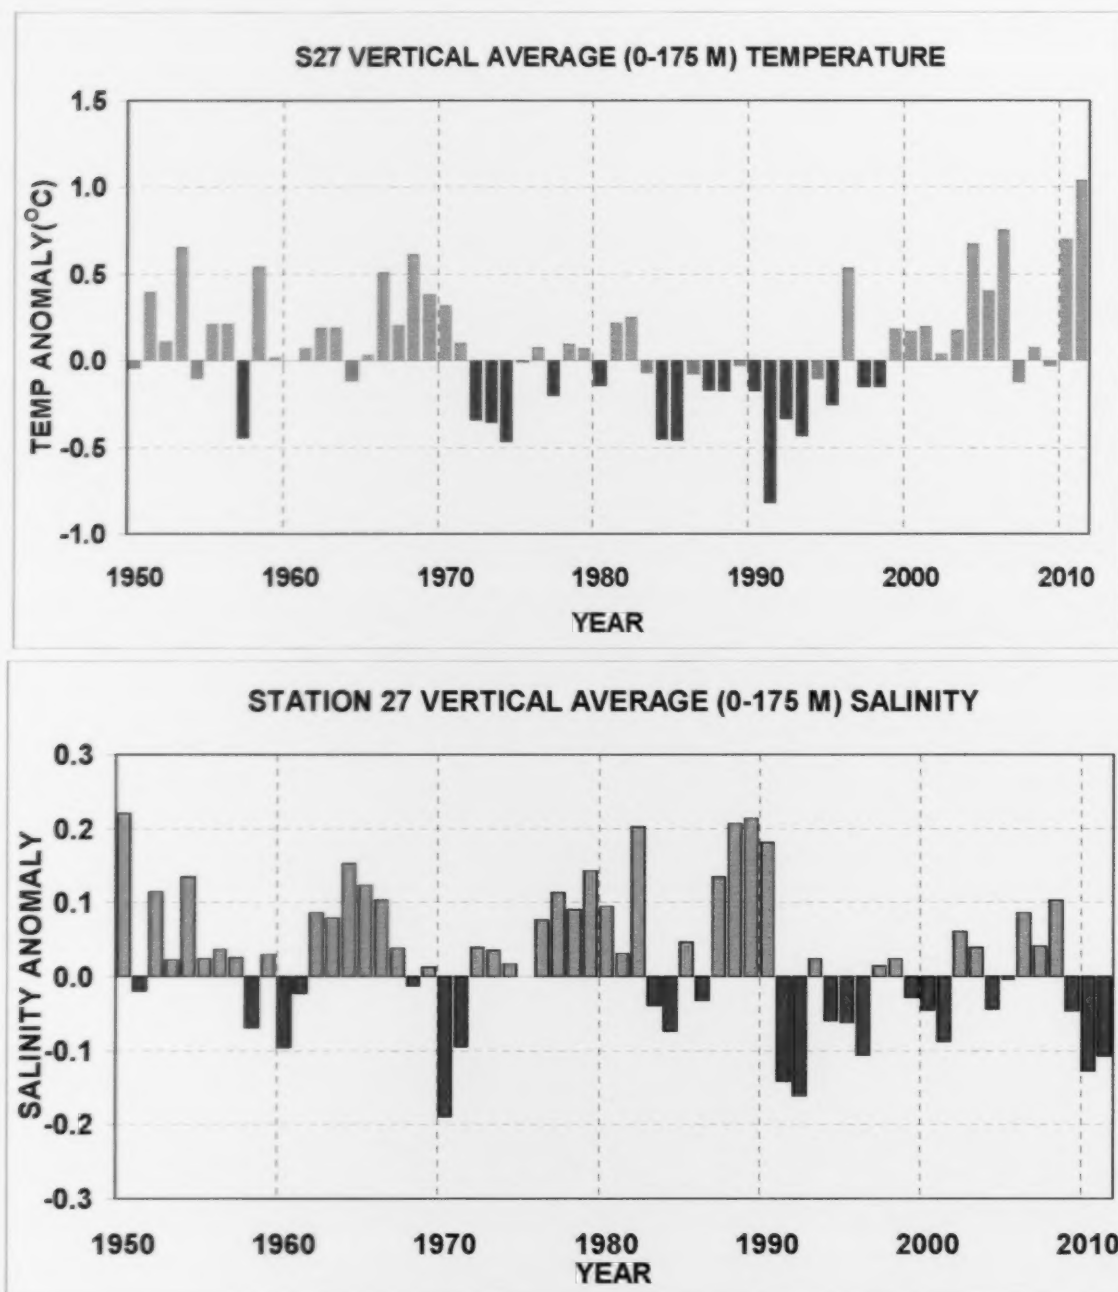 S27 VERTICAL AVERAGE (0-175 M) TEMPERATURE
TEMP ANOMALY(°C)
1.5
1.0
0.5
0.0
-0.5
-1.0
1950 1960 1970 1980 1990 2000 2010
YEAR
STATION 27 VERTICAL AVERAGE (0-175 M) SALINITY
SALINITY ANOMALY
0.3
0.2
0.1
0.0
-0.1
-0.2
-0.3
1950 1960 1970 1980 1990 2000 2010
YEAR